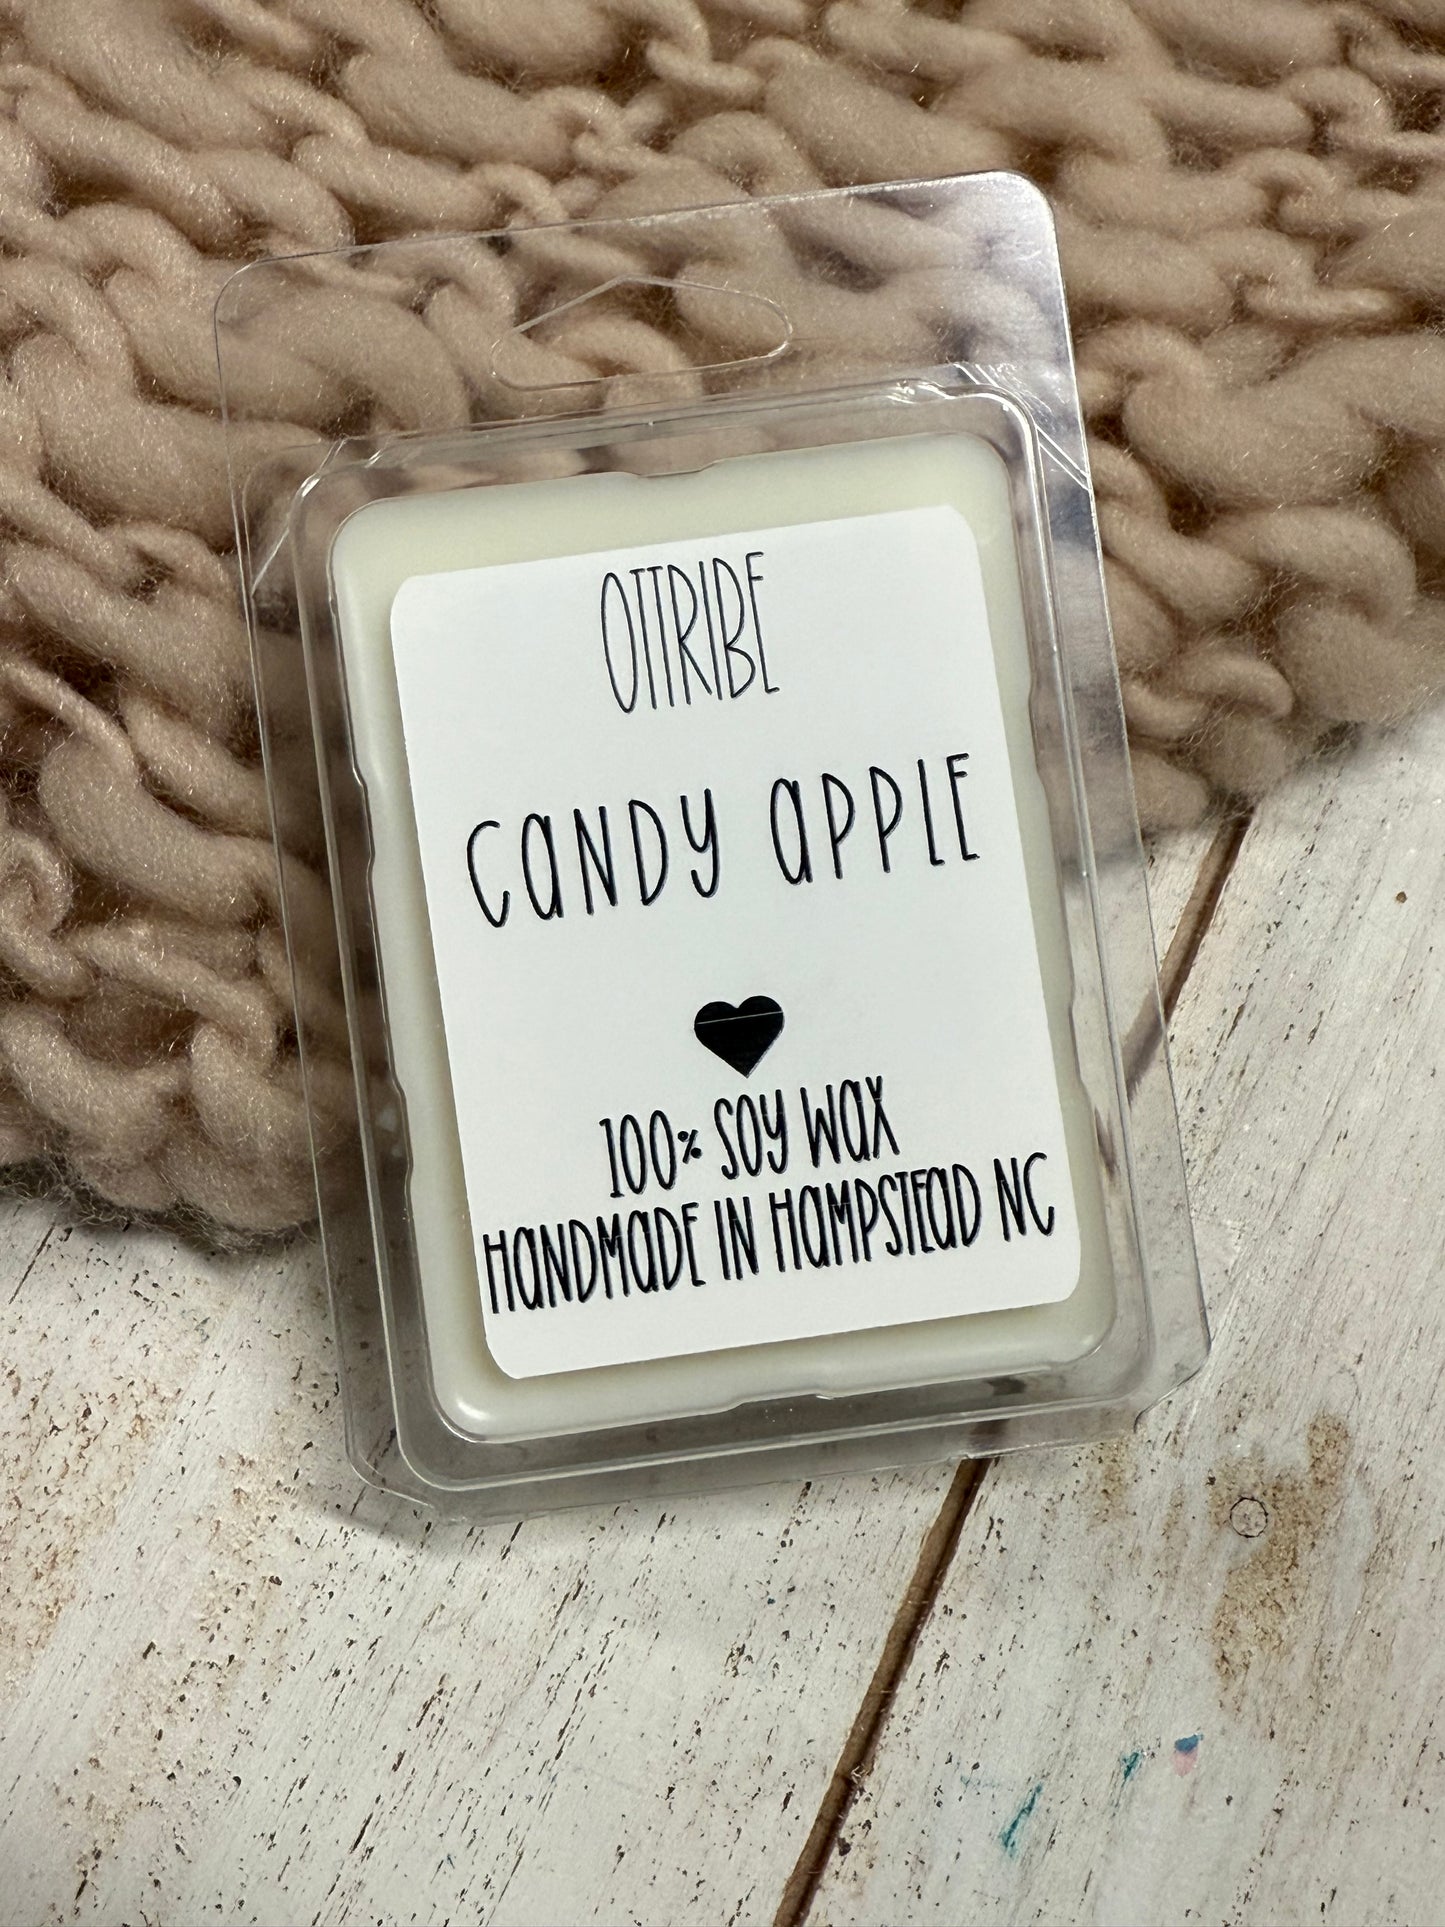 OTTRIBE
CANDY APPLE
100% SOY WAX
HANDMADE IN HAMPSTEAD NC